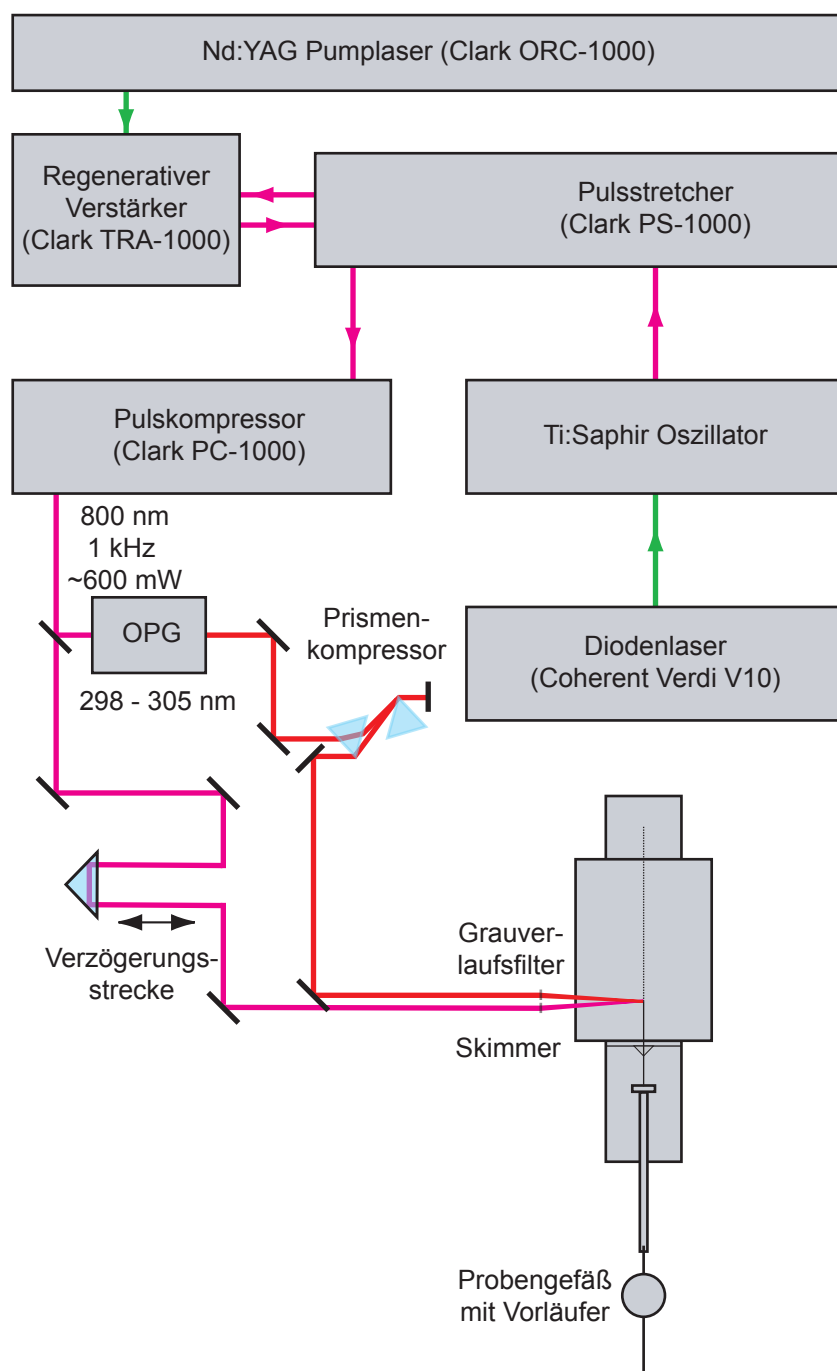 Nd:YAG Pumplaser (Clark ORC-1000)
Regenerativer
Verstärker
(Clark TRA-1000)
Pulsstretcher
(Clark PS-1000)
Pulskompressor
(Clark PC-1000)
Ti:Saphir Oszillator
800 nm
1 kHz
~600 mW
OPG
298 - 305 nm
Prismen-
kompressor
Diodenlaser
(Coherent Verdi V10)
Verzögerungs-
strecke
Grauver-
laufsfilter
Skimmer
Probengefäß
mit Vorläufer